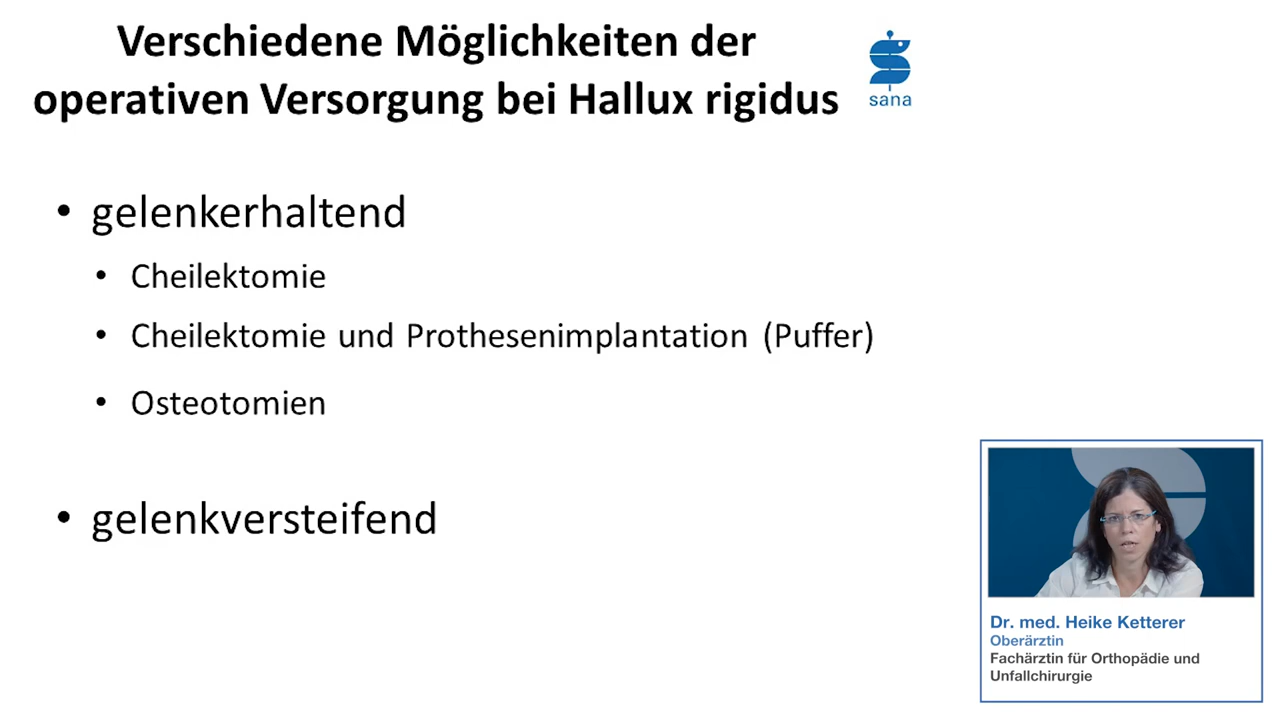 Verschiedene Möglichkeiten der
operativen Versorgung bei Hallux rigidus
sana
• gelenkerhaltend
• Cheilektomie
• Cheilektomie und Prothesenimplantation (Puffer)
• Osteotomien
• gelenkversteifend
Dr. med. Heike Ketterer
Oberärztin
Fachärztin für Orthopädie und
Unfallchirurgie